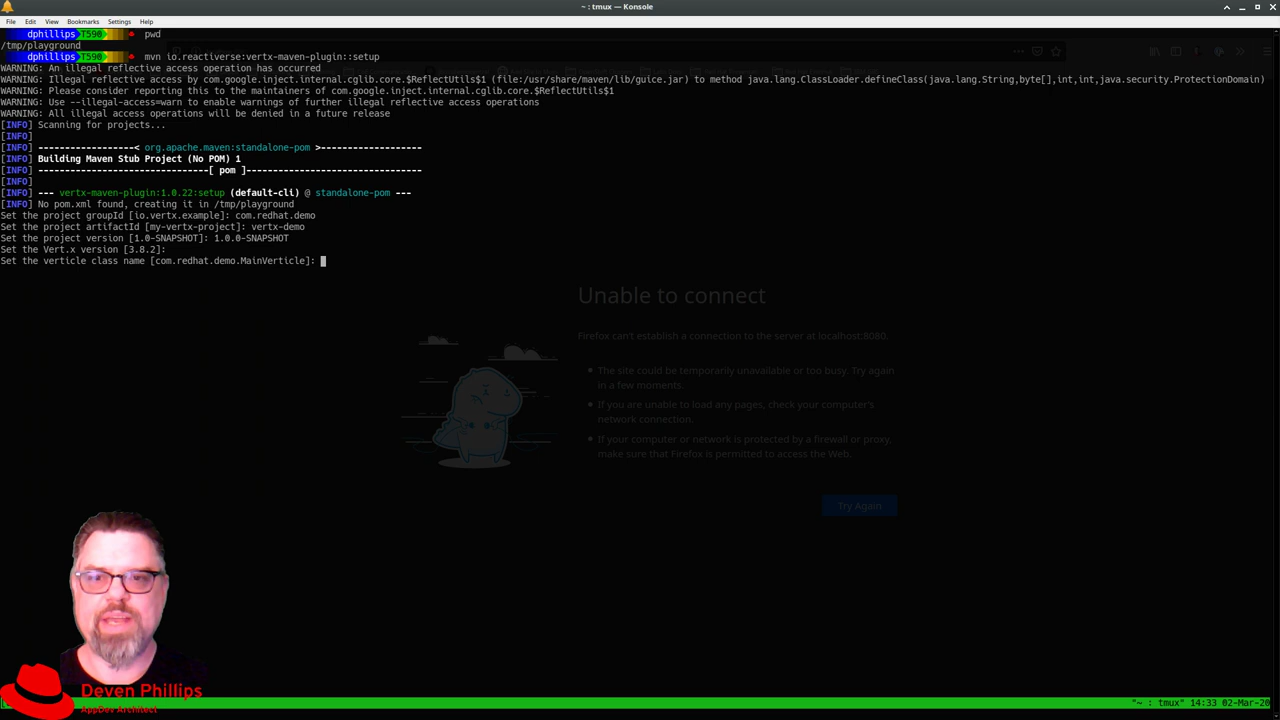 ~ : tmux — Konsole
File Edit View Bookmarks Settings Help
dphillips T590 pwd
/tmp/playground
dphillips T590 mvn io.reactiverse:vertx-maven-plugin::setup
WARNING: An illegal reflective access operation has occurred
WARNING: Illegal reflective access by com.google.inject.internal.cglib.core.$ReflectUtils$1 (file:/usr/share/maven/lib/guice.jar) to method java.lang.ClassLoader.defineClass(java.lang.String,byte[],int,int,java.security.ProtectionDomain)
WARNING: Please consider reporting this to the maintainers of com.google.inject.internal.cglib.core.$ReflectUtils$1
WARNING: Use --illegal-access=warn to enable warnings of further illegal reflective access operations
WARNING: All illegal access operations will be denied in a future release
[INFO] Scanning for projects...
[INFO]
[INFO] ------------------< org.apache.maven:standalone-pom >-------------------
[INFO] Building Maven Stub Project (No POM) 1
[INFO] --------------------------------[ pom ]---------------------------------
[INFO]
[INFO] --- vertx-maven-plugin:1.0.22:setup (default-cli) @ standalone-pom ---
[INFO] No pom.xml found, creating it in /tmp/playground
Set the project groupId [io.vertx.example]: com.redhat.demo
Set the project artifactId [my-vertx-project]: vertx-demo
Set the project version [1.0-SNAPSHOT]: 1.0.0-SNAPSHOT
Set the Vert.x version [3.8.2]:
Set the verticle class name [com.redhat.demo.MainVerticle]:
Unable to connect
Firefox can't establish a connection to the server at localhost:8080.
The site could be temporarily unavailable or too busy. Try again
in a few moments.
If you are unable to load any pages, check your computer's
network connection.
If your computer or network is protected by a firewall or proxy,
make sure that Firefox is permitted to access the Web.
Try Again
Deven Phillips
AppDev Architect
"~ : tmux" 14:33 02-Mar-20